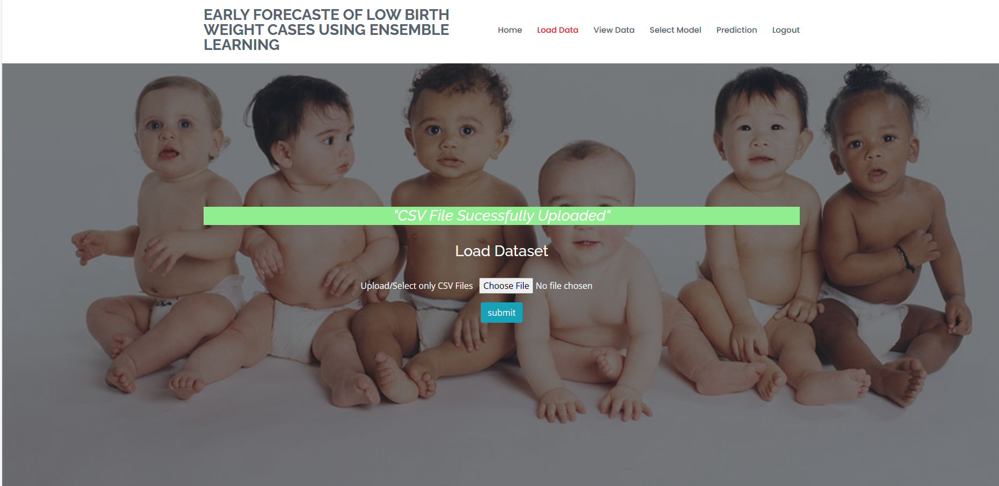 EARLY FORECASTE OF LOW BIRTH
WEIGHT CASES USING ENSEMBLE
LEARNING
Home Load Data View Data Select Model Prediction Logout
"CSV File Sucessfully Uploaded"
Load Dataset
Upload/Select only CSV Files Choose File No file chosen
submit